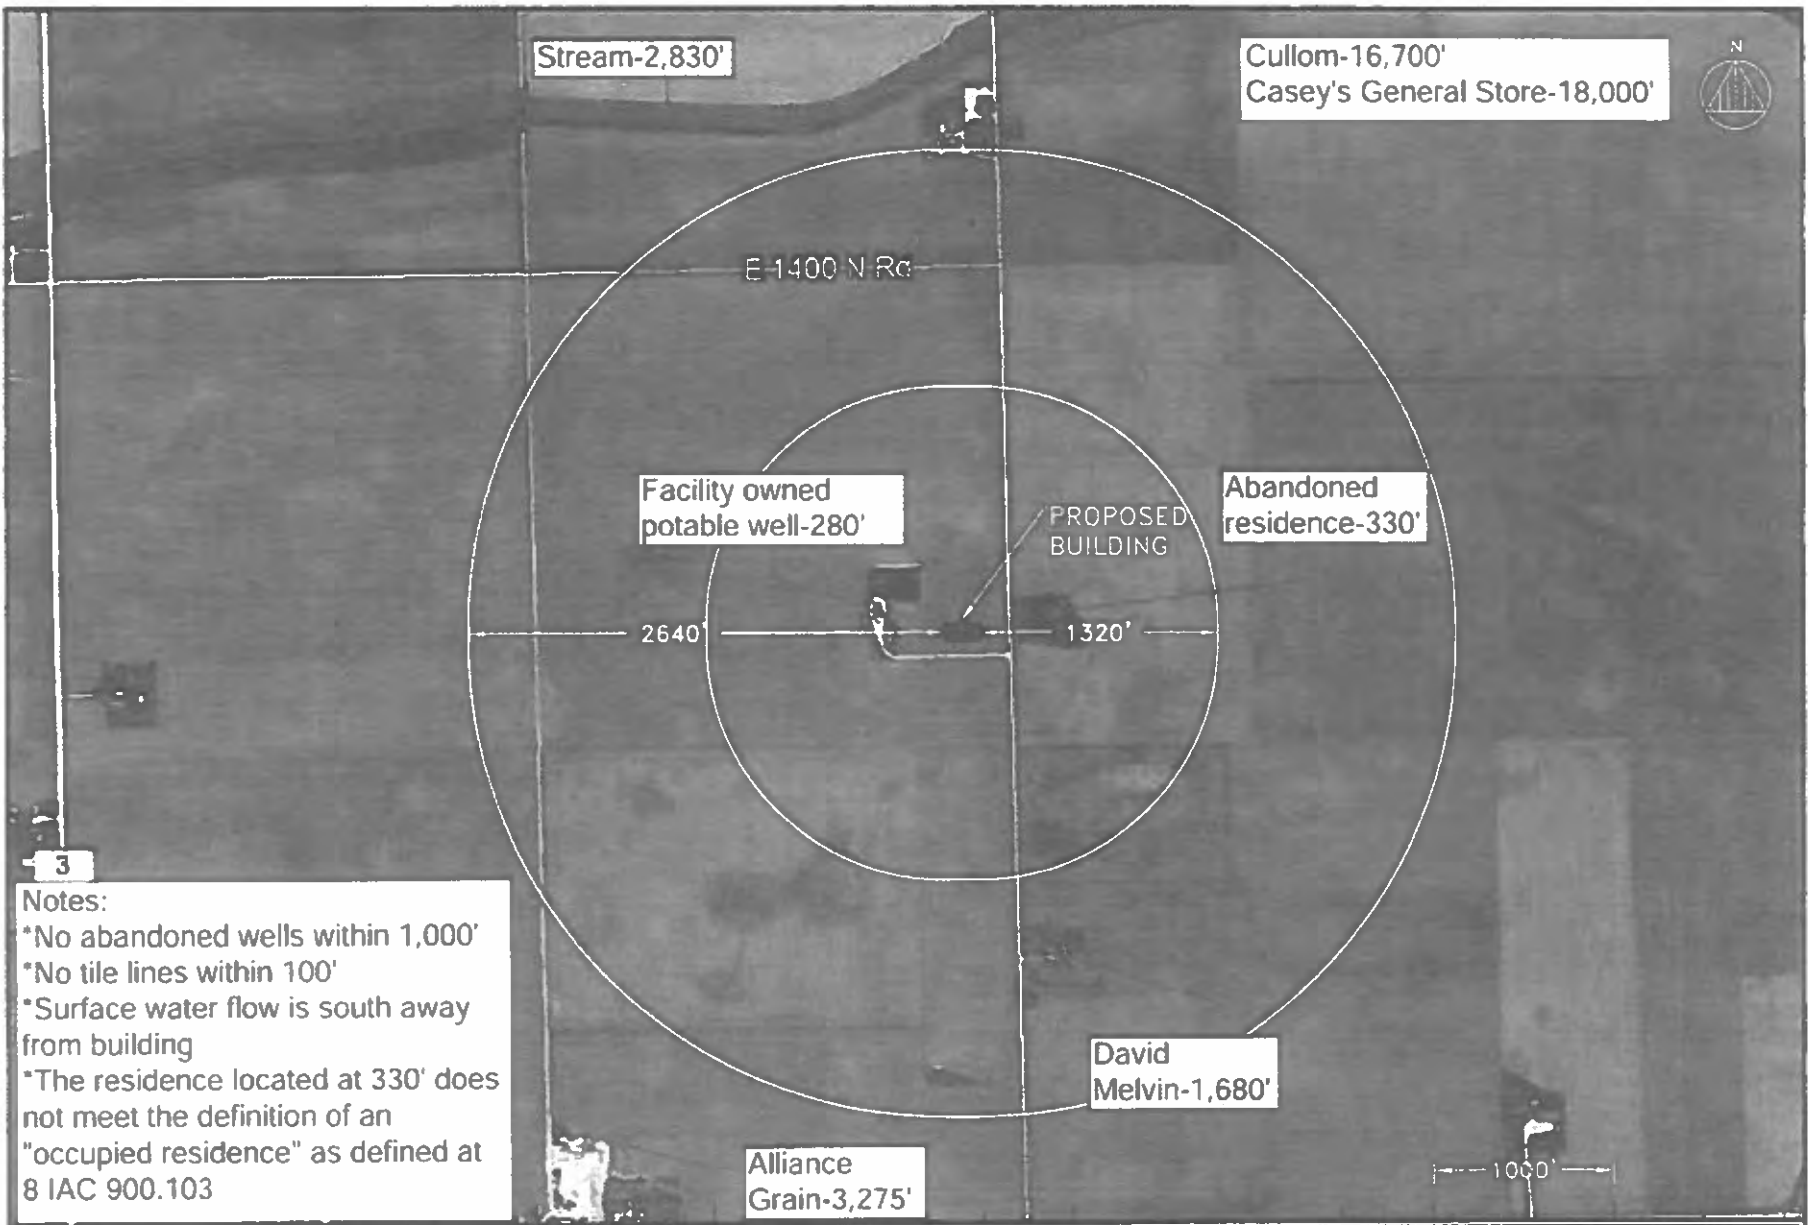 Stream-2,830'
Cullom-16,700'
Casey's General Store-18,000'
N
E 1400 N Rd
Facility owned
potable well-280'
PROPOSED
BUILDING
Abandoned
residence-330'
2640'
1320'
3
Notes:
*No abandoned wells within 1,000'
*No tile lines within 100'
*Surface water flow is south away
from building
*The residence located at 330' does
not meet the definition of an
"occupied residence" as defined at
8 IAC 900.103
David
Melvin-1,680'
Alliance
Grain-3,275'
1000'